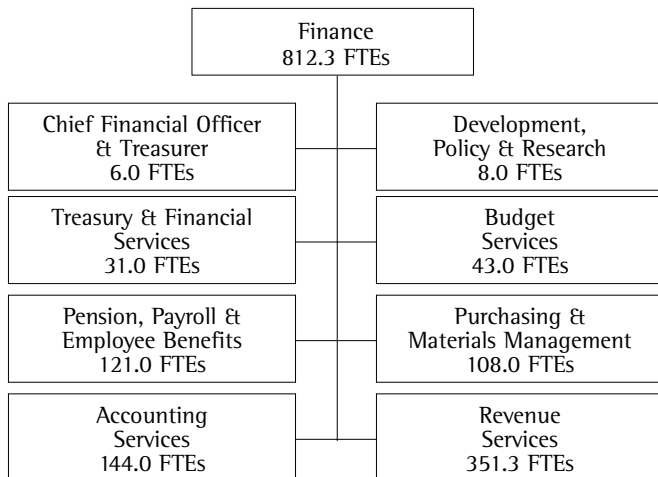 Finance
812.3 FTEs
Chief Financial Officer
& Treasurer
6.0 FTEs
Development,
Policy & Research
8.0 FTEs
Treasury & Financial
Services
31.0 FTEs
Budget
Services
43.0 FTEs
Pension, Payroll &
Employee Benefits
121.0 FTEs
Purchasing &
Materials Management
108.0 FTEs
Accounting
Services
144.0 FTEs
Revenue
Services
351.3 FTEs